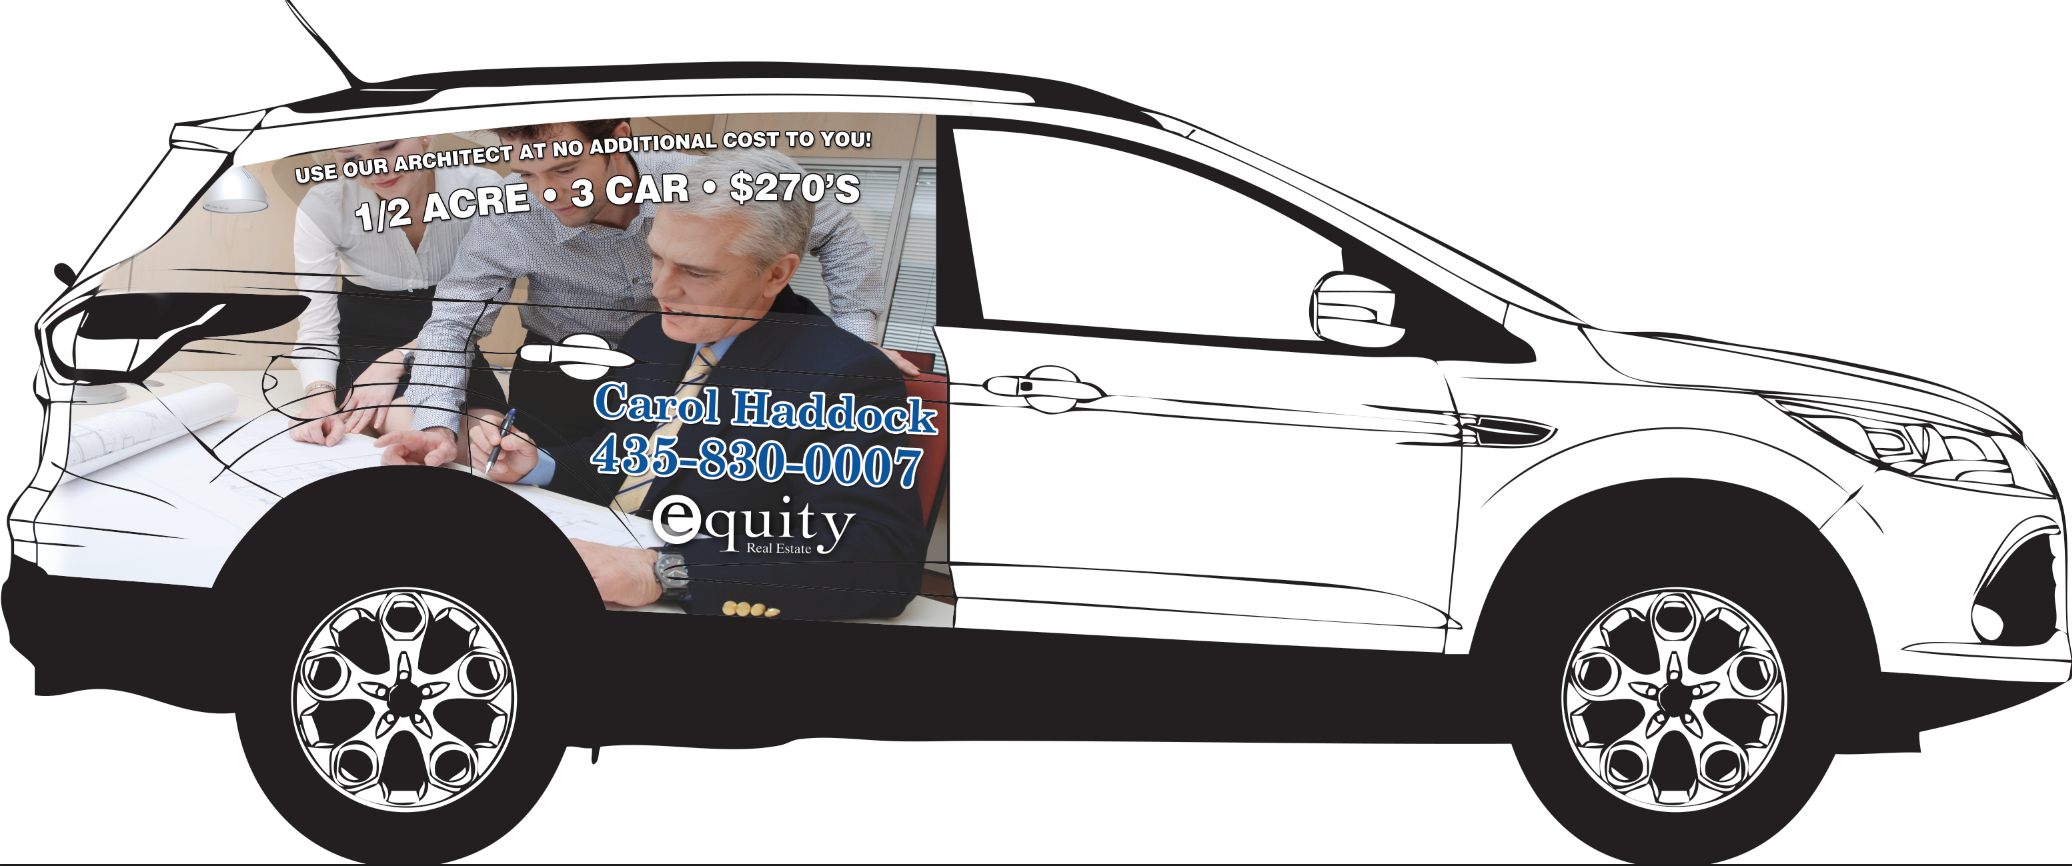 USE OUR ARCHITECT AT NO ADDITIONAL COST TO YOU!
1/2 ACRE • 3 CAR • $270'S
Carol Haddock
435-830-0007
equity
Real Estate